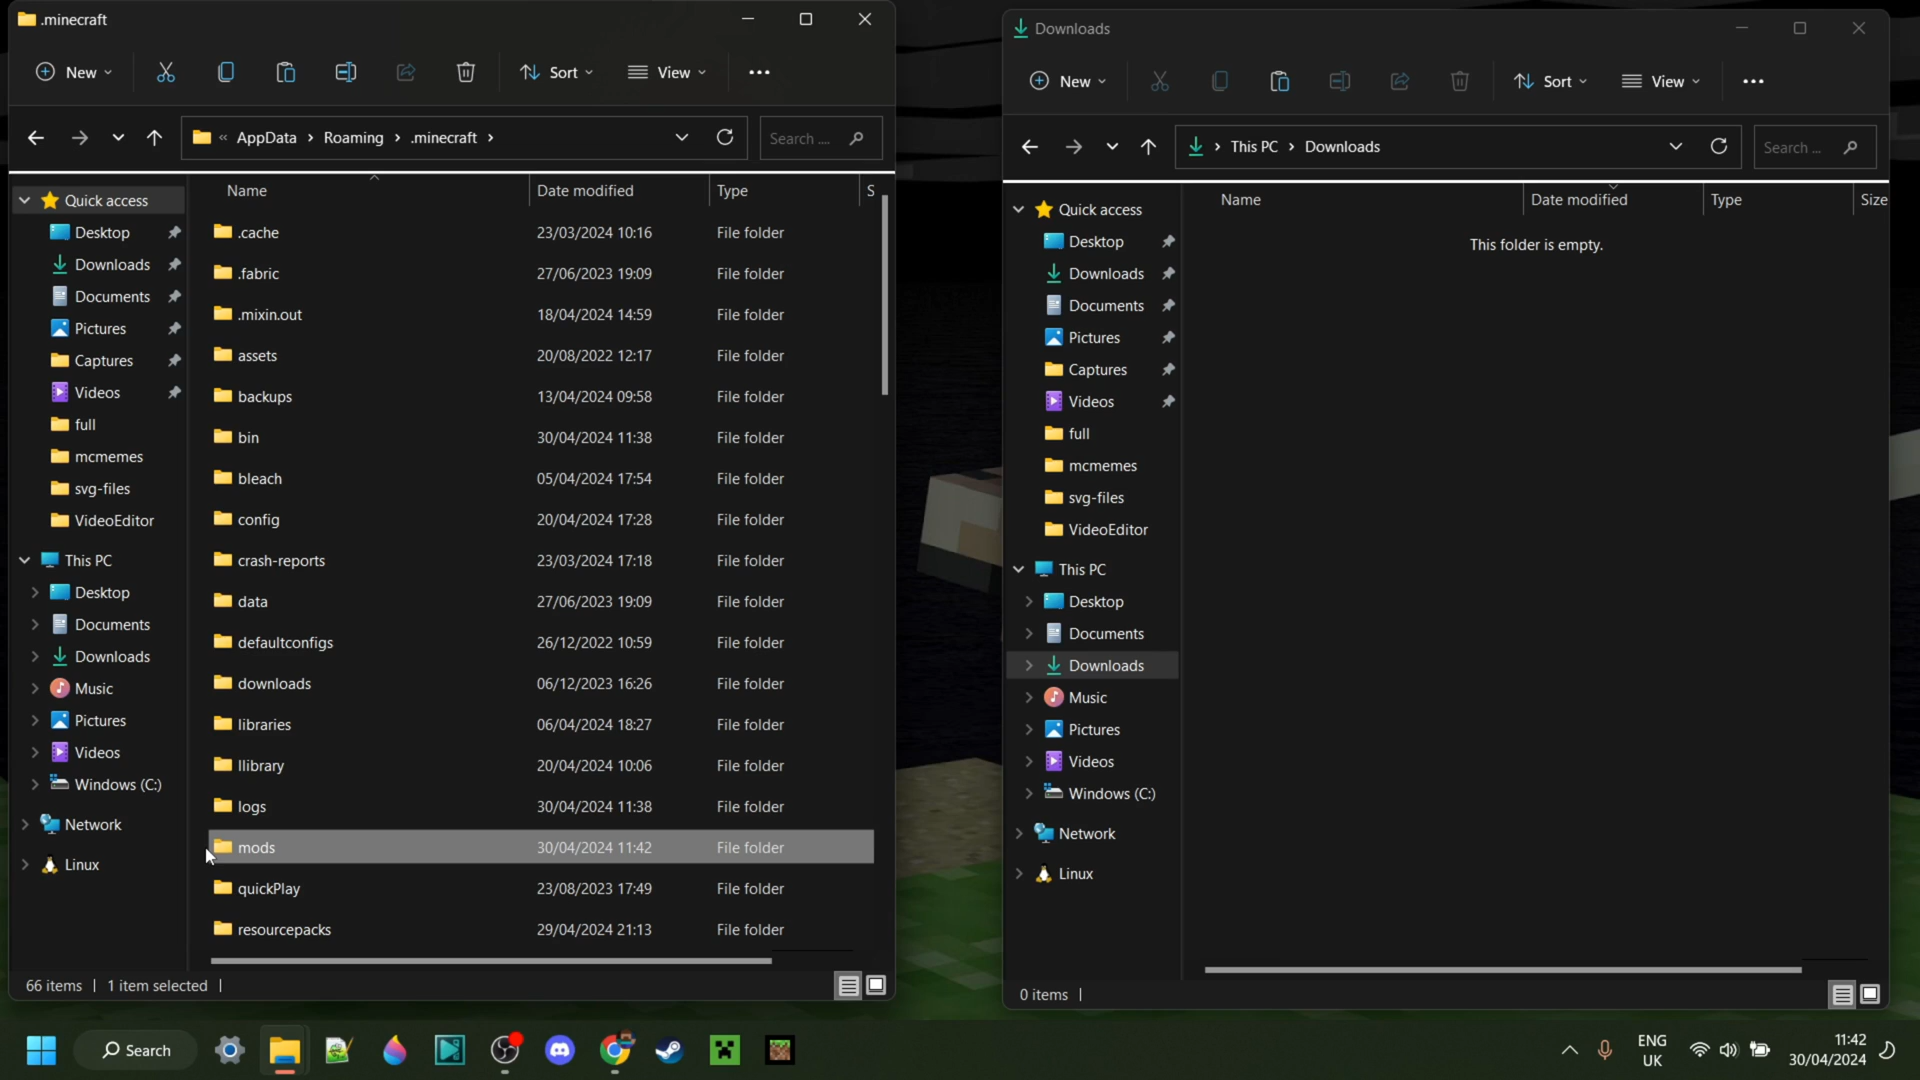 .minecraft
New
Sort
View
« AppData > Roaming > .minecraft >
Search ....
Quick access
Desktop
Downloads
Documents
Pictures
Captures
Videos
full
mcmemes
svg-files
VideoEditor
This PC
Desktop
Documents
Downloads
Music
Pictures
Videos
Windows (C:)
Network
Linux
Name Date modified Type S
.cache 23/03/2024 10:16 File folder
.fabric 27/06/2023 19:09 File folder
.mixin.out 18/04/2024 14:59 File folder
assets 20/08/2022 12:17 File folder
backups 13/04/2024 09:58 File folder
bin 30/04/2024 11:38 File folder
bleach 05/04/2024 17:54 File folder
config 20/04/2024 17:28 File folder
crash-reports 23/03/2024 17:18 File folder
data 27/06/2023 19:09 File folder
defaultconfigs 26/12/2022 10:59 File folder
downloads 06/12/2023 16:26 File folder
libraries 06/04/2024 18:27 File folder
llibrary 20/04/2024 10:06 File folder
logs 30/04/2024 11:38 File folder
mods 30/04/2024 11:42 File folder
quickPlay 23/08/2023 17:49 File folder
resourcepacks 29/04/2024 21:13 File folder
66 items | 1 item selected |
Downloads
New
Sort
View
> This PC > Downloads
Search ...
Quick access
Desktop
Downloads
Documents
Pictures
Captures
Videos
full
mcmemes
svg-files
VideoEditor
This PC
Desktop
Documents
Downloads
Music
Pictures
Videos
Windows (C:)
Network
Linux
Name Date modified Type Size
This folder is empty.
0 items |
Search
ENG
UK
11:42
30/04/2024